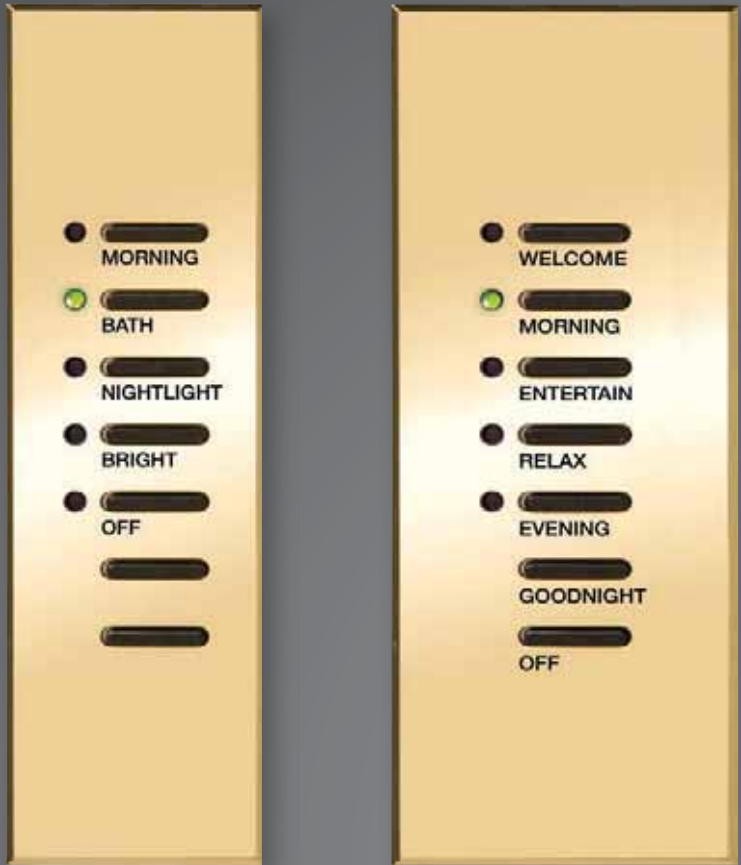 MORNING
BATH
NIGHTLIGHT
BRIGHT
OFF
WELCOME
MORNING
ENTERTAIN
RELAX
EVENING
GOODNIGHT
OFF